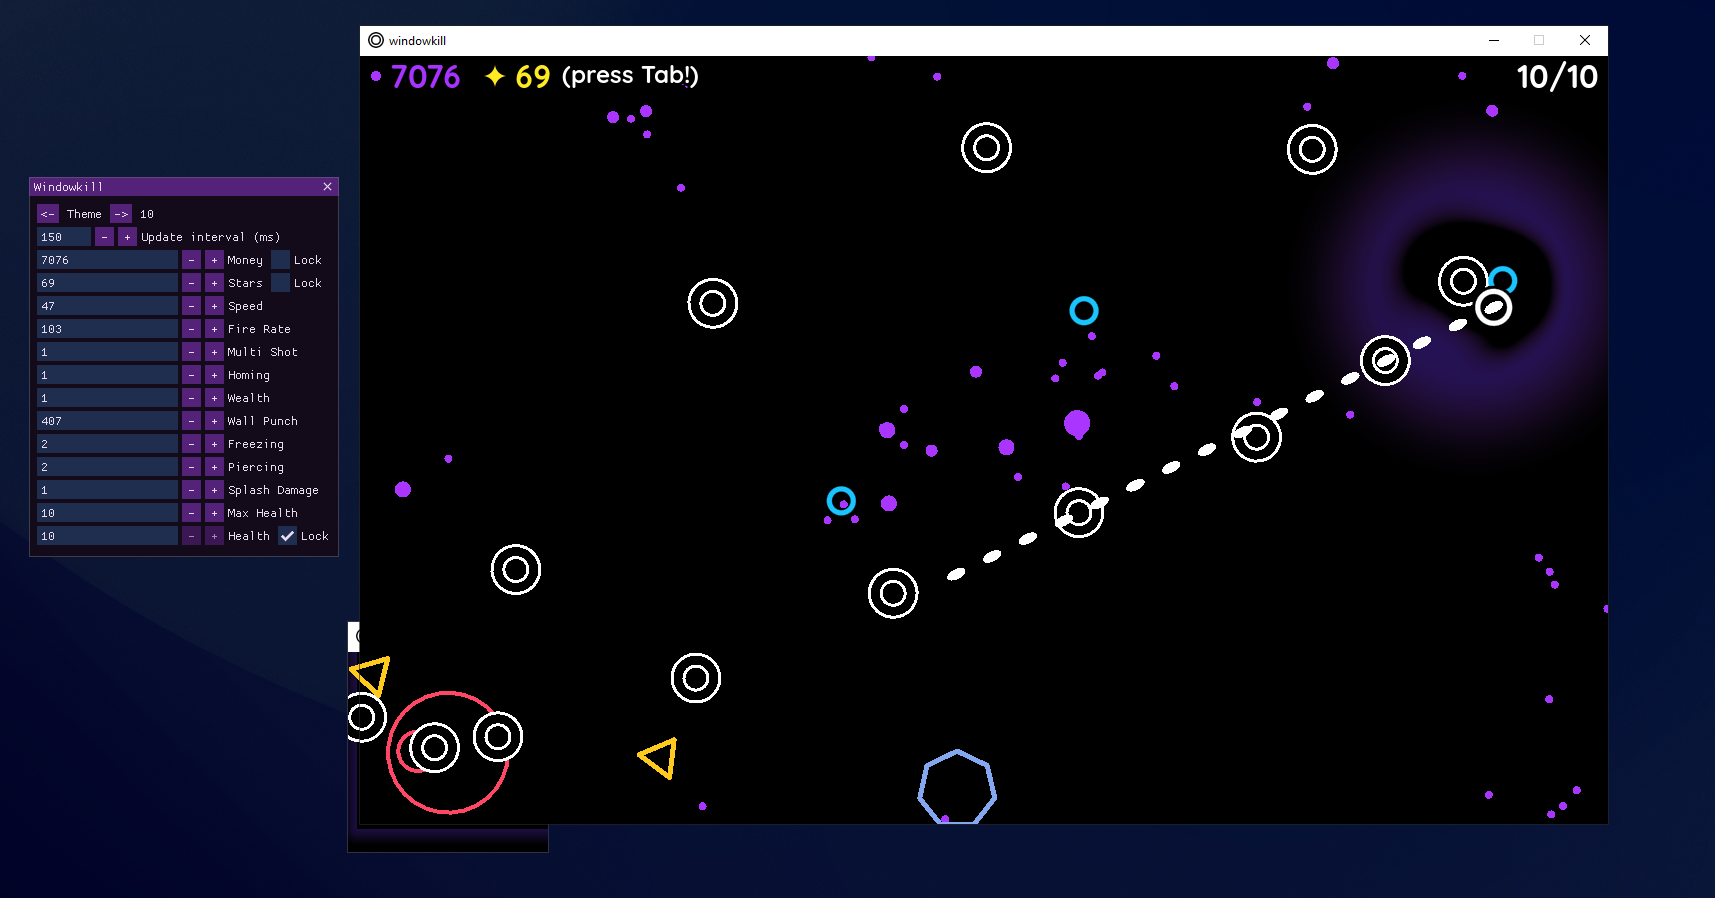 windowkill
7076 69 (press Tab!) 10/10
Windowkill
<- Theme -> 10
150 - + Update interval (ms)
7076 - + Money Lock
69 - + Stars Lock
47 - + Speed
103 - + Fire Rate
1 - + Multi Shot
1 - + Homing
1 - + Wealth
407 - + Wall Punch
2 - + Freezing
2 - + Piercing
1 - + Splash Damage
10 - + Max Health
10 - + Health Lock